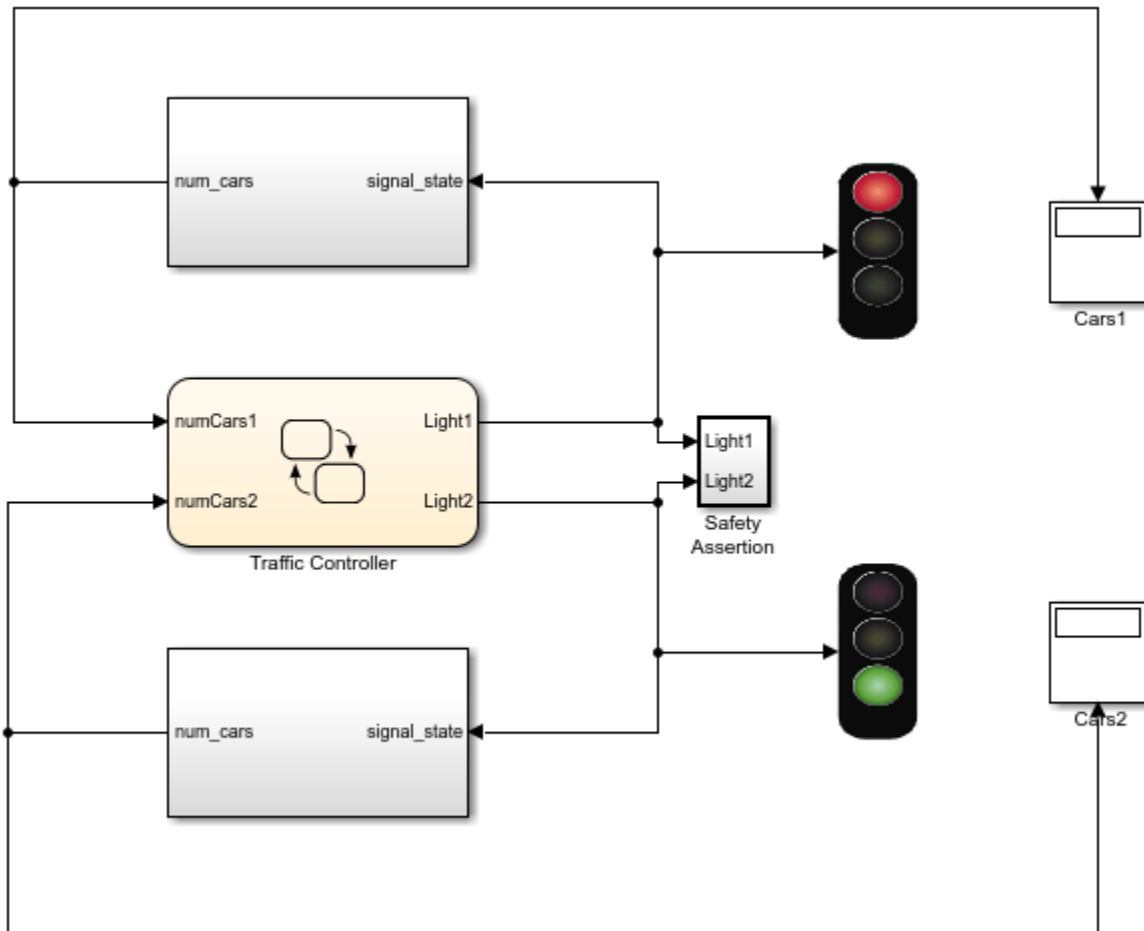 num_cars
signal_state
Cars1
numCars1
Light1
numCars2
Light2
Traffic Controller
Light1
Light2
Safety
Assertion
num_cars
signal_state
Cars2